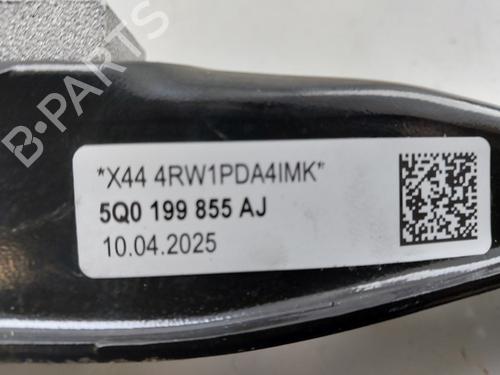 *X44 4RW1PDA4IMK*
5Q0 199 855 AJ
10.04.2025
B-PARTS